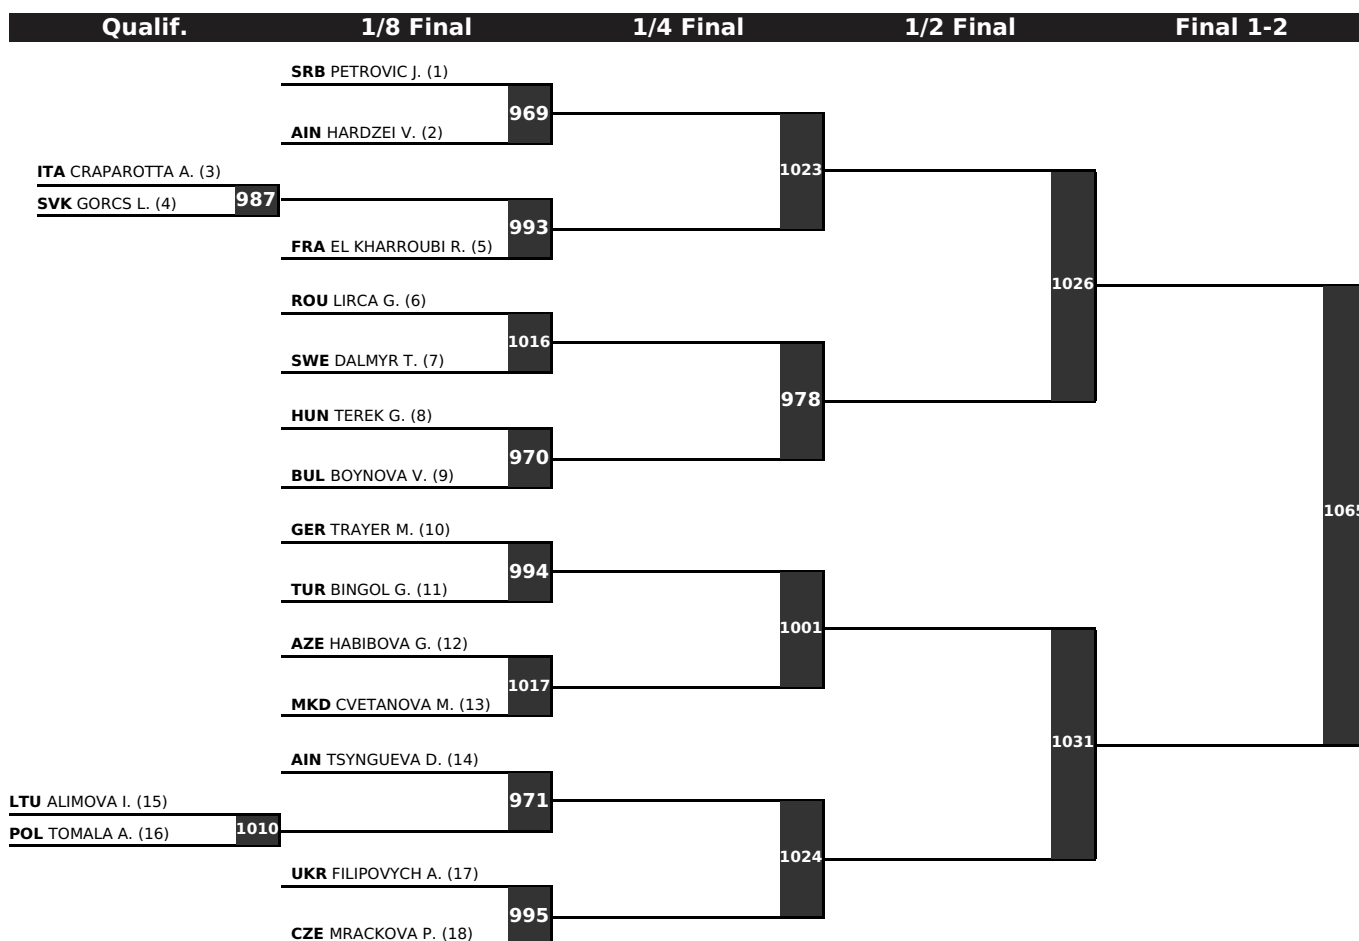 Qualif. 1/8 Final 1/4 Final 1/2 Final Final 1-2
SRB PETROVIC J. (1)
969
AIN HARDZEI V. (2)
1023
ITA CRAPAROTTA A. (3)
SVK GORCS L. (4)
987
993
FRA EL KHARROUBI R. (5)
1026
ROU LIRCA G. (6)
1016
SWE DALMYR T. (7)
978
HUN TEREK G. (8)
970
BUL BOYNOVA V. (9)
1065
GER TRAYER M. (10)
994
TUR BINGOL G. (11)
1001
AZE HABIBOVA G. (12)
1017
MKD CVETANOVA M. (13)
1031
AIN TSYNGUEVA D. (14)
971
LTU ALIMOVA I. (15)
POL TOMALA A. (16)
1010
1024
UKR FILIPOVYCH A. (17)
995
CZE MRACKOVA P. (18)